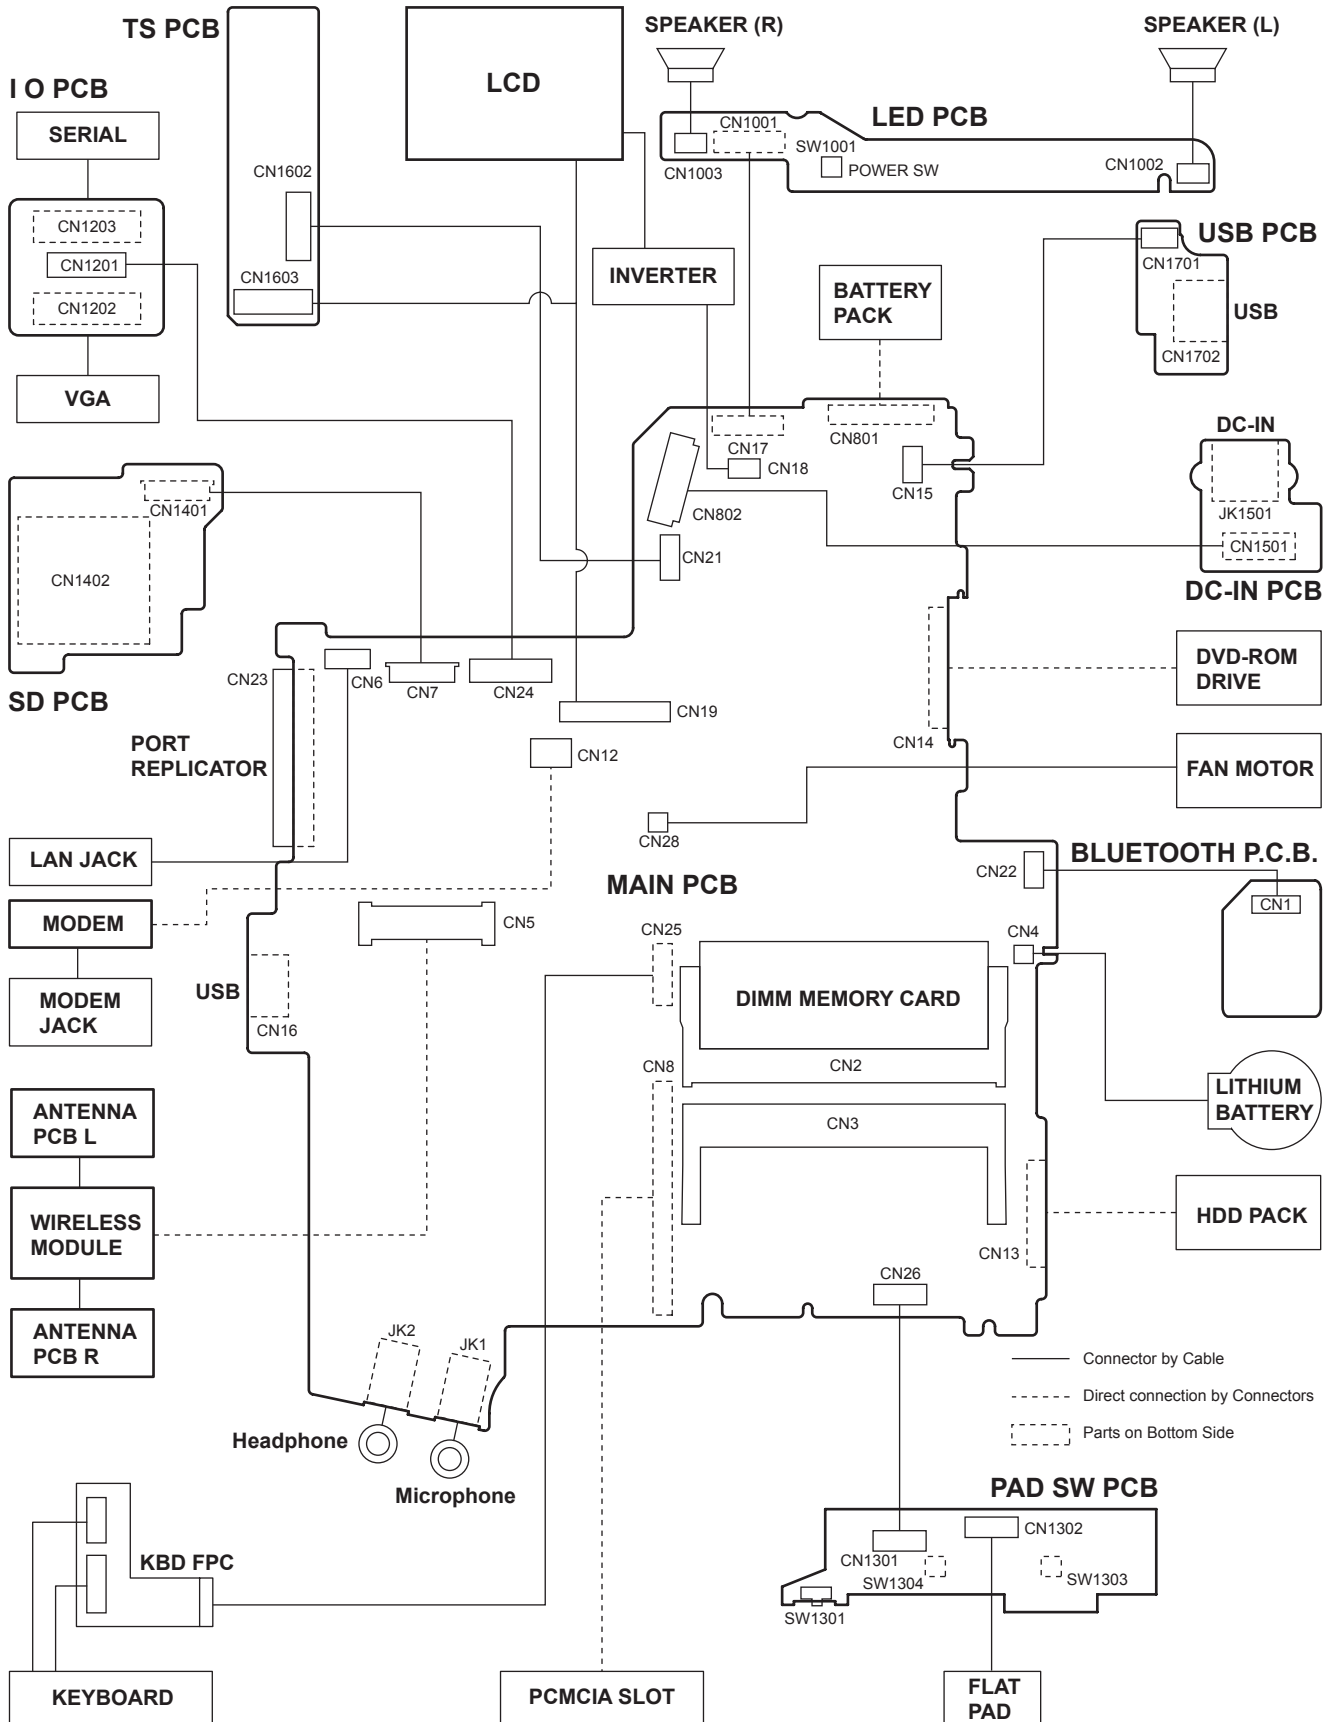 TS PCB
LCD
SPEAKER (R)
SPEAKER (L)
I O PCB
SERIAL
CN1203
CN1201
CN1202
VGA
CN1602
CN1603
CN1001
LED PCB
SW1001
CN1003
POWER SW
CN1002
INVERTER
BATTERY
PACK
USB PCB
CN1701
USB
CN1702
CN17
CN801
CN18
CN15
CN802
CN21
DC-IN
JK1501
CN1501
DC-IN PCB
CN1401
CN1402
SD PCB
CN23
CN6
CN7
CN24
CN19
CN12
PORT
REPLICATOR
CN14
DVD-ROM
DRIVE
FAN MOTOR
CN28
LAN JACK
MODEM
MODEM
JACK
MAIN PCB
CN22
BLUETOOTH P.C.B.
CN1
CN5
CN25
CN4
USB
CN16
DIMM MEMORY CARD
CN2
CN8
CN3
LITHIUM
BATTERY
ANTENNA
PCB L
WIRELESS
MODULE
ANTENNA
PCB R
HDD PACK
CN13
CN26
JK2
JK1
Headphone
Microphone
Connector by Cable
Direct connection by Connectors
Parts on Bottom Side
PAD SW PCB
CN1302
CN1301
SW1304
SW1303
SW1301
KBD FPC
KEYBOARD
PCMCIA SLOT
FLAT
PAD